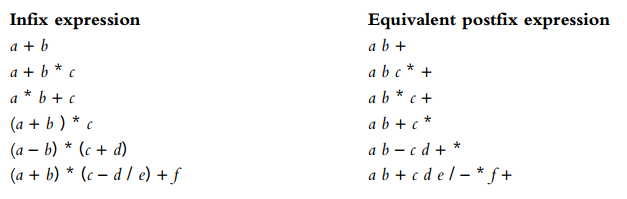 Infix expression Equivalent postfix expression
a + b a b +
a + b * c a b c * +
a * b + c a b * c +
(a + b ) * c a b + c *
(a – b) * (c + d) a b – c d + *
(a + b) * (c – d / e) + f a b + c d e / – * f +